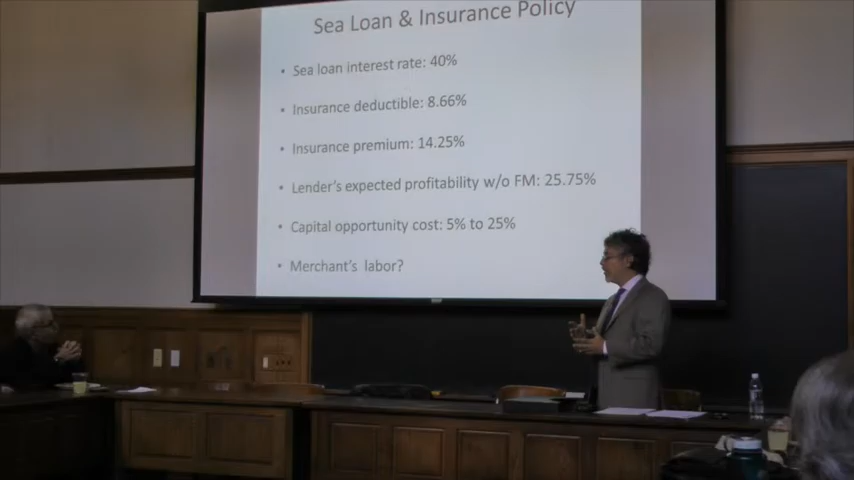 Sea Loan & Insurance Policy
• Sea loan interest rate: 40%
• Insurance deductible: 8.66%
• Insurance premium: 14.25%
• Lender's expected profitability w/o FM: 25.75%
• Capital opportunity cost: 5% to 25%
• Merchant's labor?